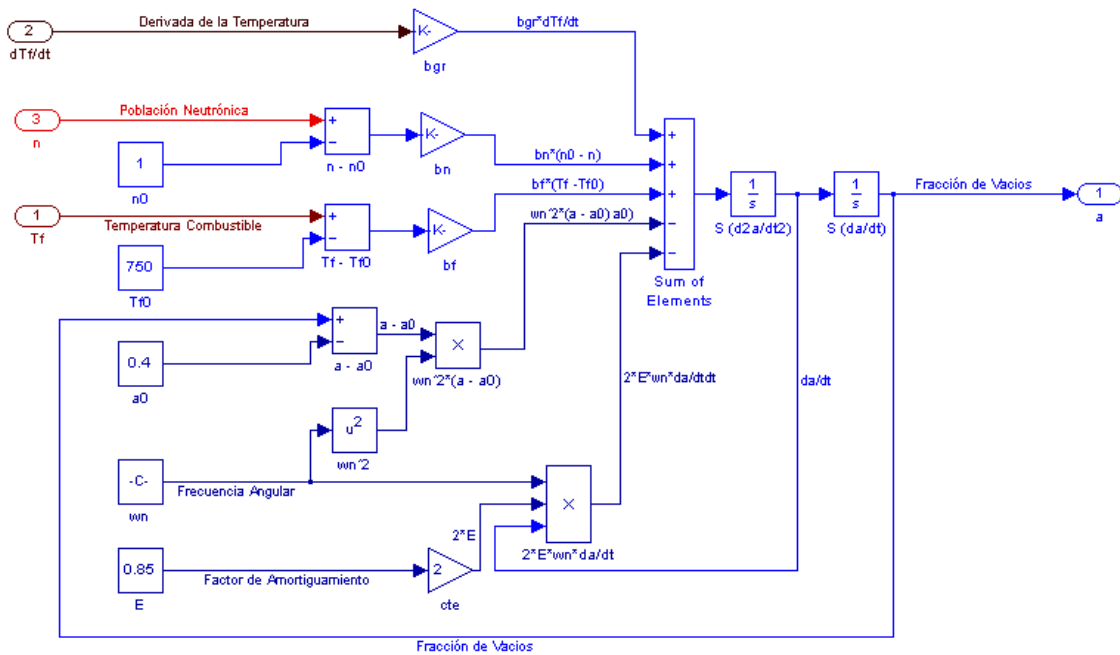 2
dTf/dt
Derivada de la Temperatura
K-
bgr
bgr*dTf/dt
3
n
Población Neutrónica
1
n0
+
−
n - n0
K-
bn
bn*(n0 - n)
1
Tf
Temperatura Combustible
750
Tf0
+
−
Tf - Tf0
K-
bf
bf*(Tf -Tf0)
wn^2*(a - a0) a0)
+
+
+
−
−
Sum of
Elements
1
s
S (d2a/dt2)
1
s
S (da/dt)
Fracción de Vacios
1
a
0.4
a0
+
−
a - a0
a - a0
×
wn^2*(a - a0)
u2
wn^2
-C-
wn
Frecuencia Angular
0.85
E
Factor de Amortiguamiento
2
cte
2*E
×
2*E*wn*da/dt
2*E*wn*da/dtdt
da/dt
Fracción de Vacios